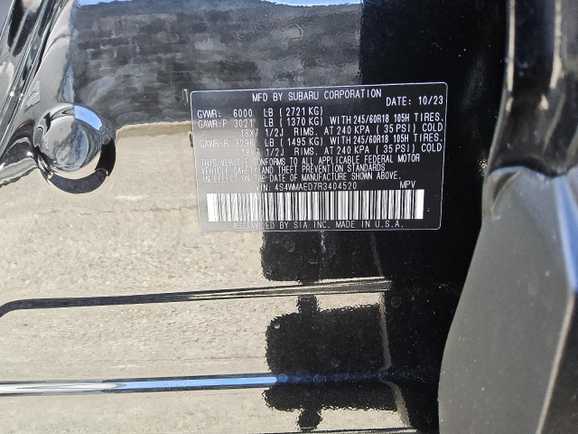 MFD BY SUBARU CORPORATION DATE: 10/23
GVWR: 6000 LB (2721 KG)
GAWR:F 3021 LB (1370 KG) WITH 245/60R18 105H TIRES.
18X7 1/2J RIMS. AT 240 KPA ( 35 PSI) COLD
GAWR:R 3296 LB (1495 KG) WITH 245/60R18 105H TIRES.
18X7 1/2J RIMS. AT 240 KPA ( 35 PSI) COLD
THIS VEHICLE CONFORMS TO ALL APPLICABLE FEDERAL MOTOR
VEHICLE SAFETY AND THEFT PREVENTION STANDARDS IN EFFECT
ON THE DATE OF MANUFACTURE SHOWN ABOVE.
VIN: 4S4WMAED7R3404520 MPV
ASSEMBLED BY SIA INC. MADE IN U.S.A.